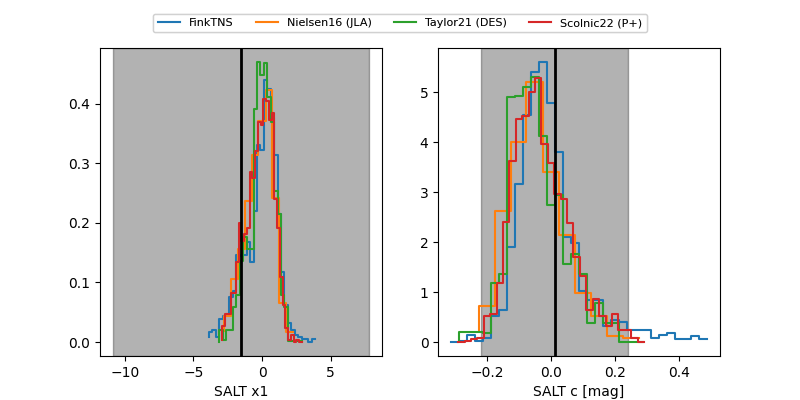 FinkTNS Nielsen16 (JLA) Taylor21 (DES) Scolnic22 (P+)
0.4
0.3
0.2
0.1
0.0
−10 −5 0 5
SALT x1
5
4
3
2
1
0
−0.2 0.0 0.2 0.4
SALT c [mag]